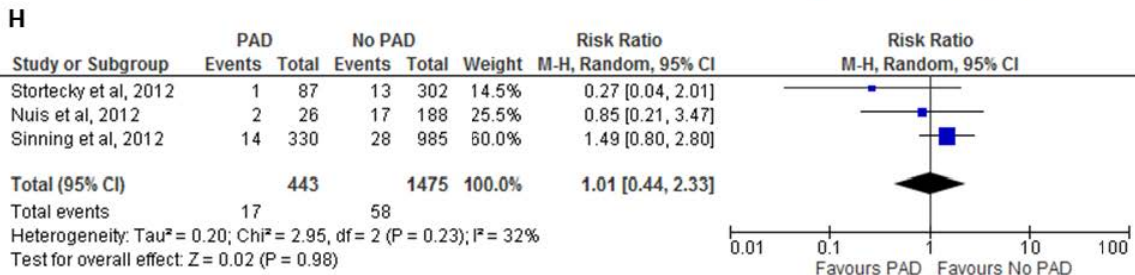 H
PAD No PAD Risk Ratio Risk Ratio
Study or Subgroup Events Total Events Total Weight M-H, Random, 95% CI M-H, Random, 95% CI
Stortecky et al, 2012 1 87 13 302 14.5% 0.27 [0.04, 2.01]
Nuis et al, 2012 2 26 17 188 25.5% 0.85 [0.21, 3.47]
Sinning et al, 2012 14 330 28 985 60.0% 1.49 [0.80, 2.80]
Total (95% CI) 443 1475 100.0% 1.01 [0.44, 2.33]
Total events 17 58
Heterogeneity: Tau² = 0.20; Chi² = 2.95, df = 2 (P = 0.23); I² = 32%
Test for overall effect: Z = 0.02 (P = 0.98)
0.01 0.1 1 10 100
Favours PAD Favours No PAD